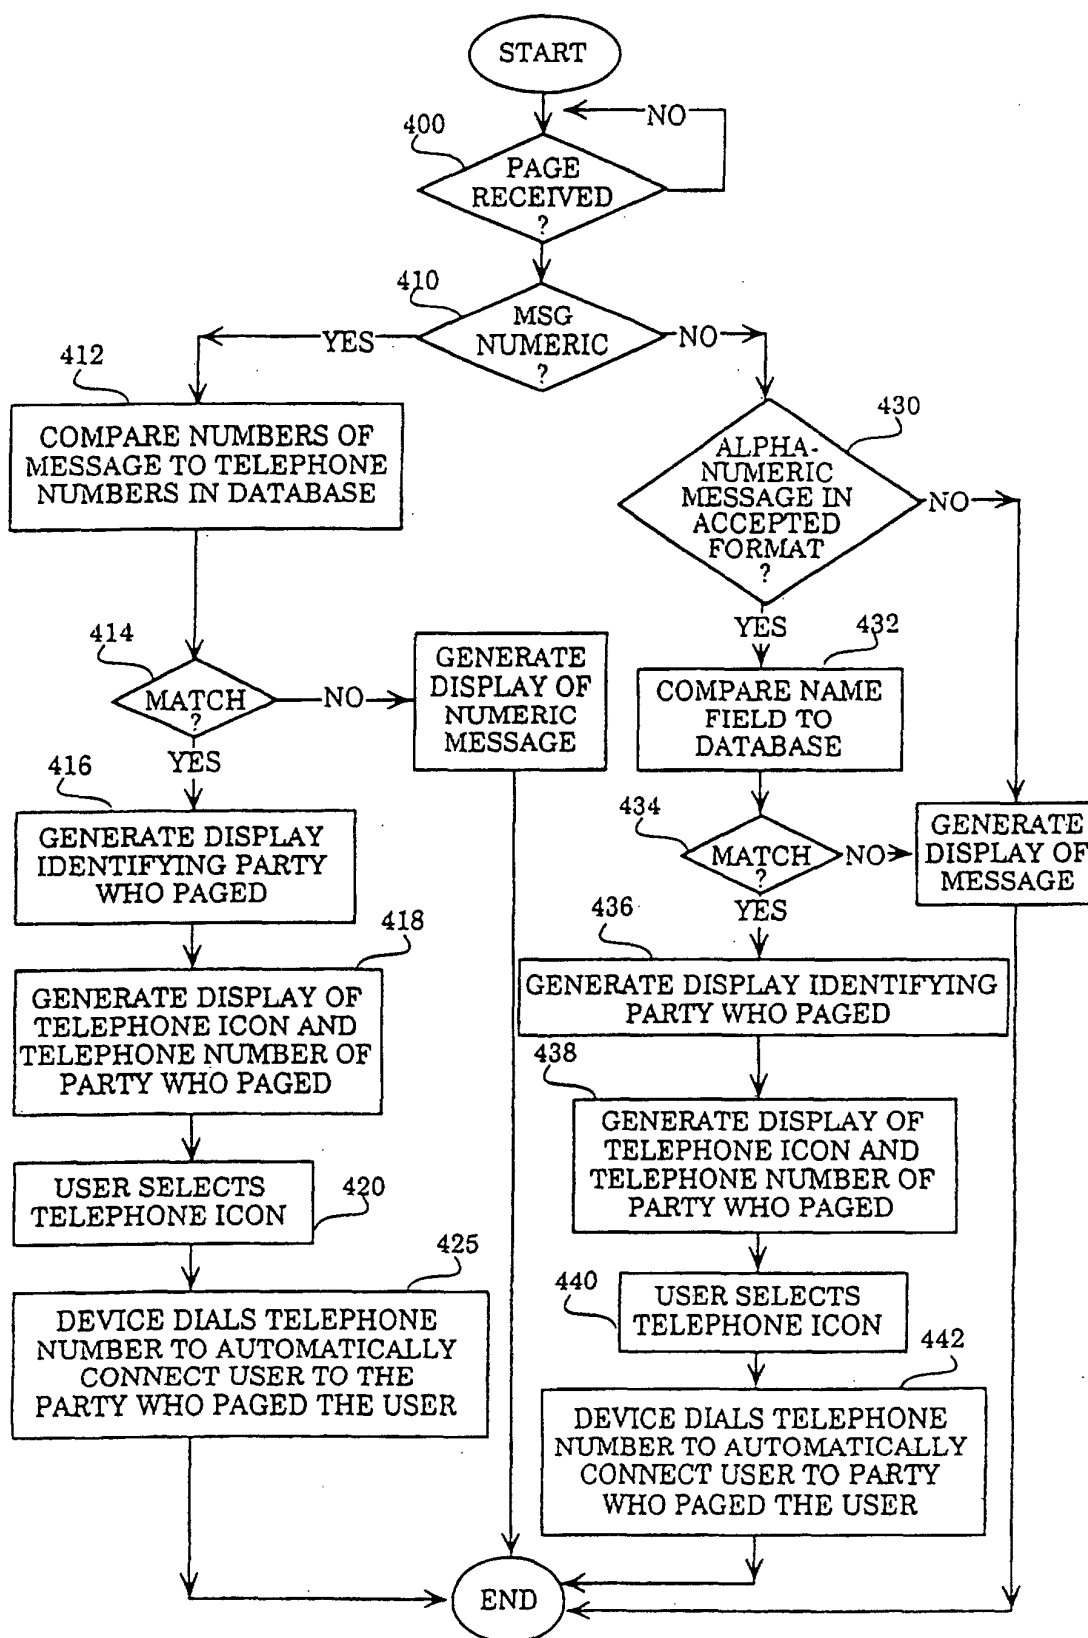 START
NO
400
PAGE
RECEIVED
?
410
MSG
NUMERIC
?
YES
NO
412
COMPARE NUMBERS OF
MESSAGE TO TELEPHONE
NUMBERS IN DATABASE
430
ALPHA-
NUMERIC
MESSAGE IN
ACCEPTED
FORMAT
?
NO
YES
414
MATCH
?
NO
YES
GENERATE
DISPLAY OF
NUMERIC
MESSAGE
432
COMPARE NAME
FIELD TO
DATABASE
416
GENERATE DISPLAY
IDENTIFYING PARTY
WHO PAGED
434
MATCH
?
NO
YES
GENERATE
DISPLAY OF
MESSAGE
418
GENERATE DISPLAY OF
TELEPHONE ICON AND
TELEPHONE NUMBER OF
PARTY WHO PAGED
436
GENERATE DISPLAY IDENTIFYING
PARTY WHO PAGED
438
GENERATE DISPLAY OF
TELEPHONE ICON AND
TELEPHONE NUMBER OF
PARTY WHO PAGED
USER SELECTS
TELEPHONE ICON
420
440
USER SELECTS
TELEPHONE ICON
425
DEVICE DIALS TELEPHONE
NUMBER TO AUTOMATICALLY
CONNECT USER TO THE
PARTY WHO PAGED THE USER
442
DEVICE DIALS TELEPHONE
NUMBER TO AUTOMATICALLY
CONNECT USER TO PARTY
WHO PAGED THE USER
END